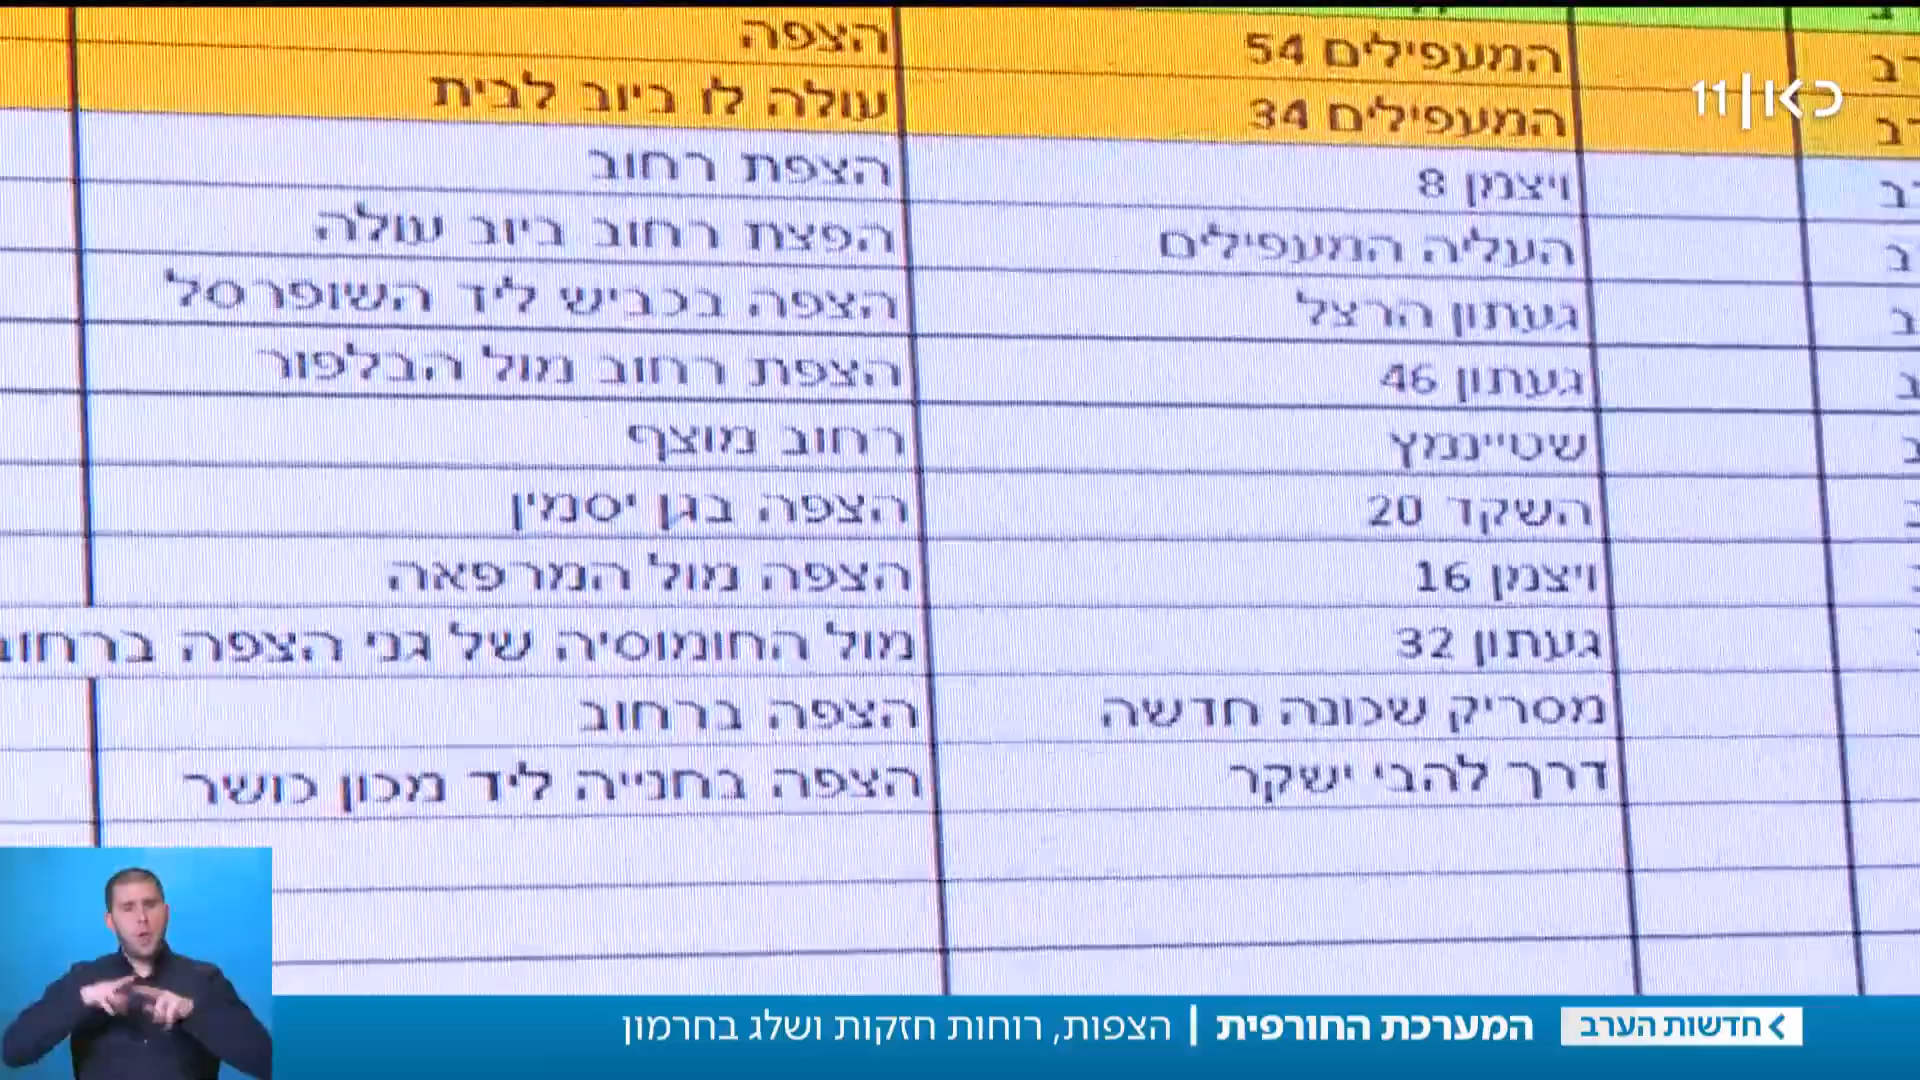 כאן 11
המעפילים 54 הצפה
המעפילים 34 עולה לו ביוב לבית
ויצמן 8 הצפת רחוב
העליה המעפילים הפצת רחוב ביוב עולה
געתון הרצל הצפה בכביש ליד השופרסל
געתון 46 הצפת רחוב מול הבלפור
שטיינמץ רחוב מוצף
השקד 20 הצפה בגן יסמין
ויצמן 16 הצפה מול המרפאה
געתון 32 מול החומוסיה של גני הצפה ברחוב
מסריק שכונה חדשה הצפה ברחוב
דרך להבי ישקר הצפה בחנייה ליד מכון כושר
חדשות הערב המערכת החורפית | הצפות, רוחות חזקות ושלג בחרמון